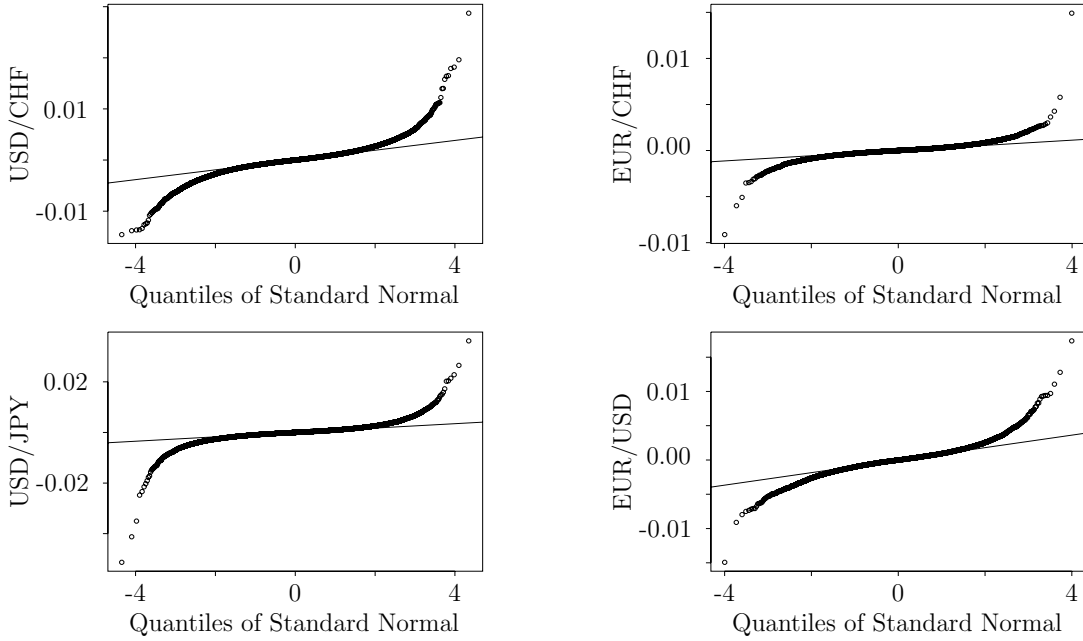 USD/CHF
0.01
-0.01
-4
0
4
Quantiles of Standard Normal
EUR/CHF
0.01
0.00
-0.01
-4
0
4
Quantiles of Standard Normal
USD/JPY
0.02
-0.02
-4
0
4
Quantiles of Standard Normal
EUR/USD
0.01
0.00
-0.01
-4
0
4
Quantiles of Standard Normal